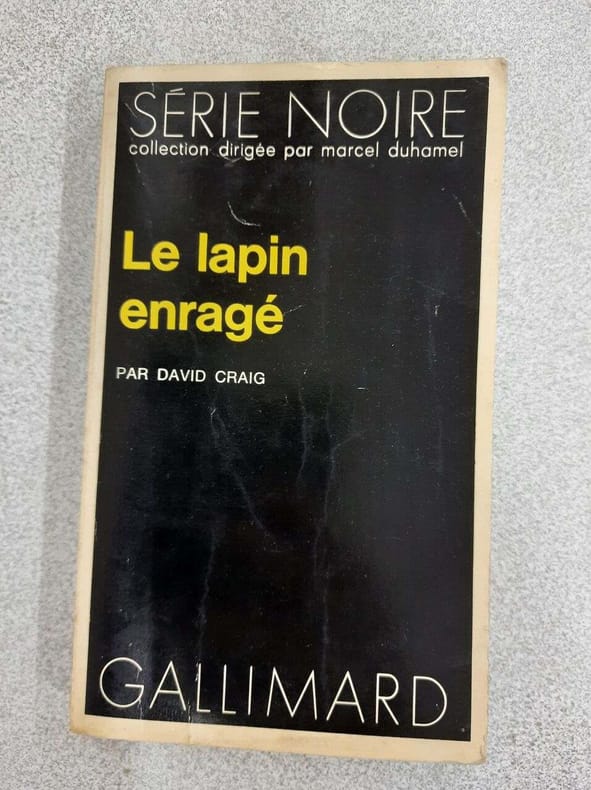 SÉRIE NOIRE
collection dirigée par marcel duhamel
Le lapin
enragé
PAR DAVID CRAIG
GALLIMARD